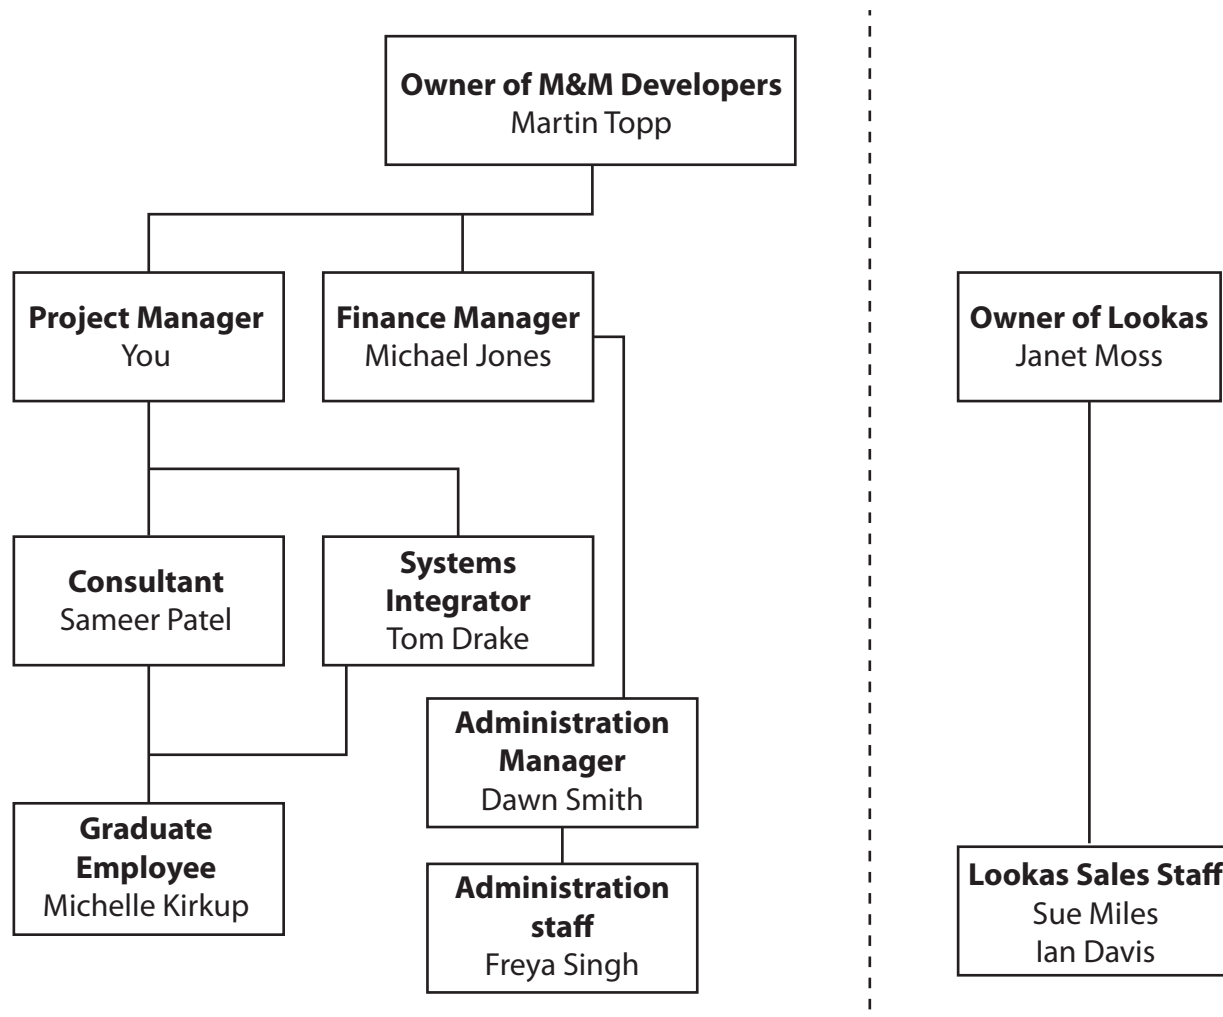 Owner of M&M Developers
Martin Topp
Project Manager
You
Finance Manager
Michael Jones
Owner of Lookas
Janet Moss
Consultant
Sameer Patel
Systems
Integrator
Tom Drake
Administration
Manager
Dawn Smith
Graduate
Employee
Michelle Kirkup
Administration
staff
Freya Singh
Lookas Sales Staff
Sue Miles
Ian Davis